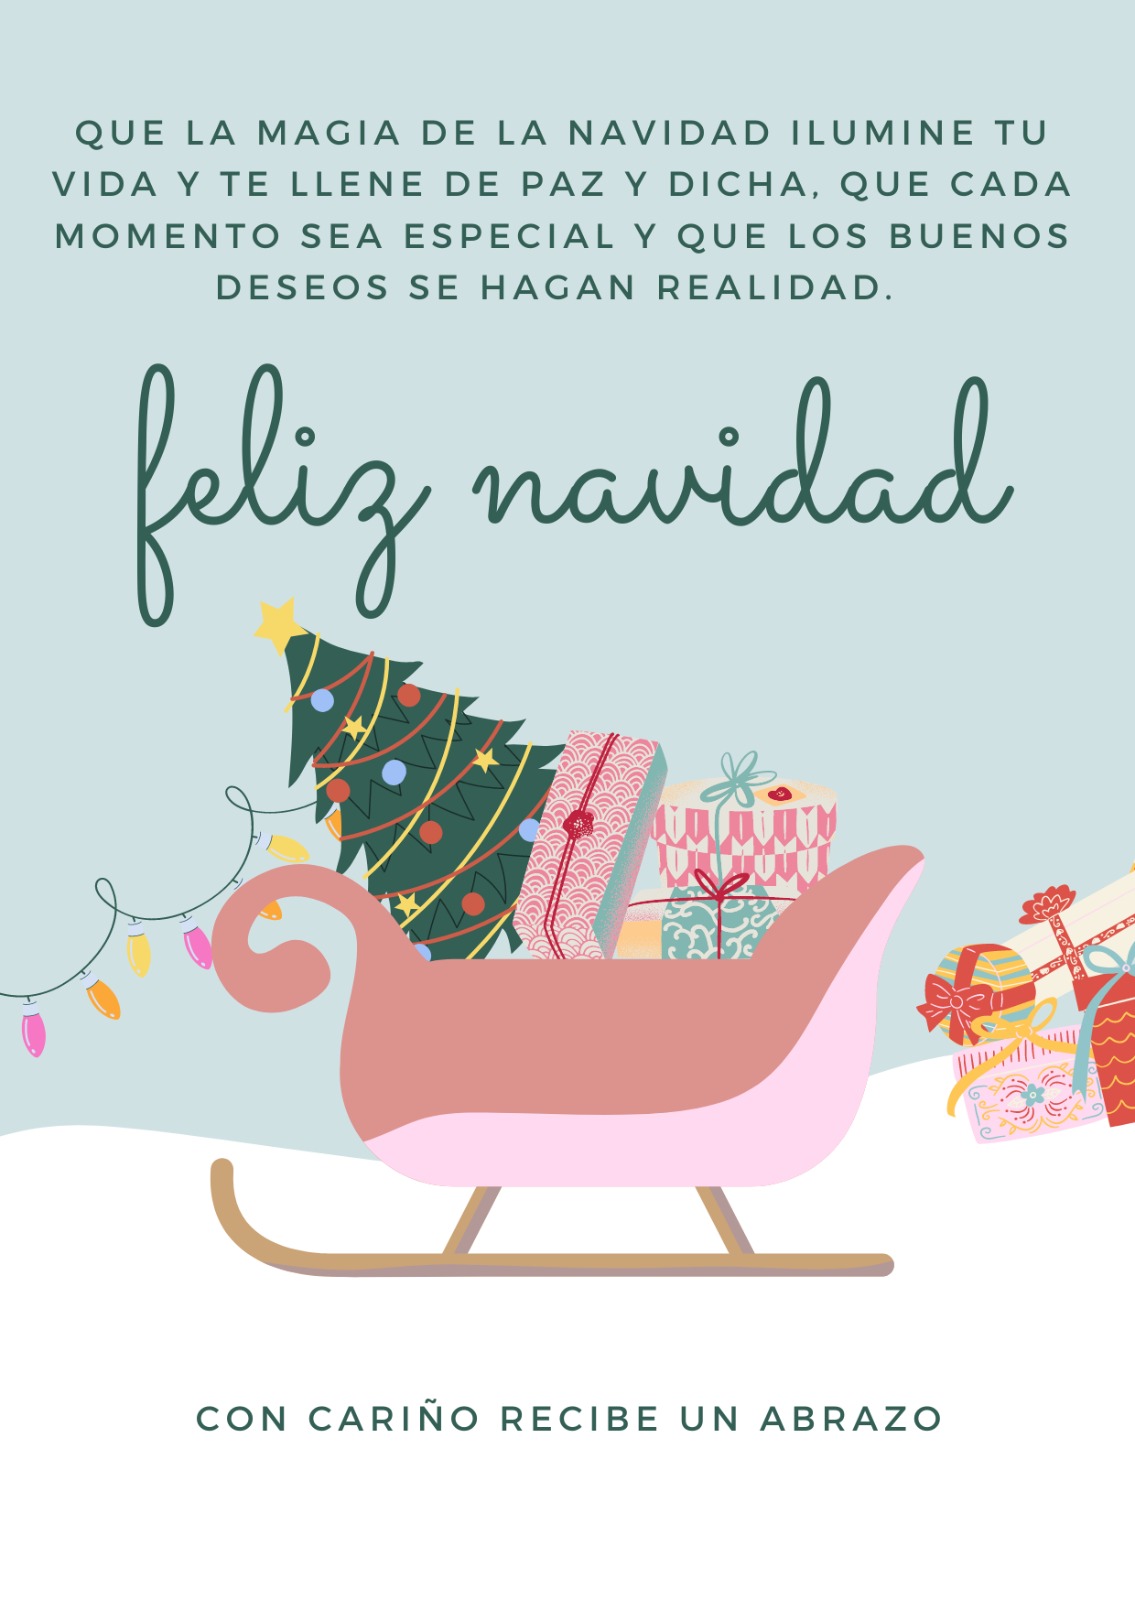 QUE LA MAGIA DE LA NAVIDAD ILUMINE TU
VIDA Y TE LLENE DE PAZ Y DICHA, QUE CADA
MOMENTO SEA ESPECIAL Y QUE LOS BUENOS
DESEOS SE HAGAN REALIDAD.
feliz navidad
CON CARIÑO RECIBE UN ABRAZO